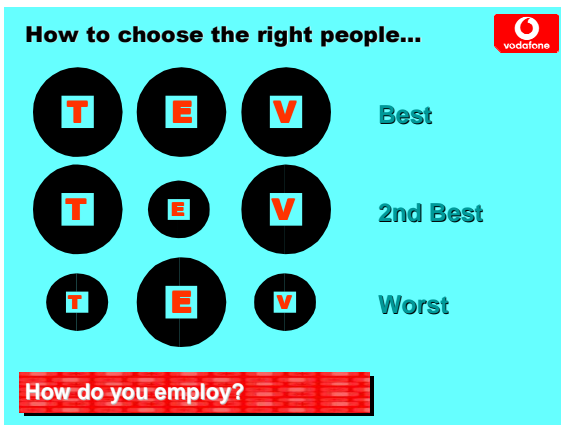 How to choose the right people...
vodafone
T E V Best
T E V 2nd Best
T E V Worst
How do you employ?